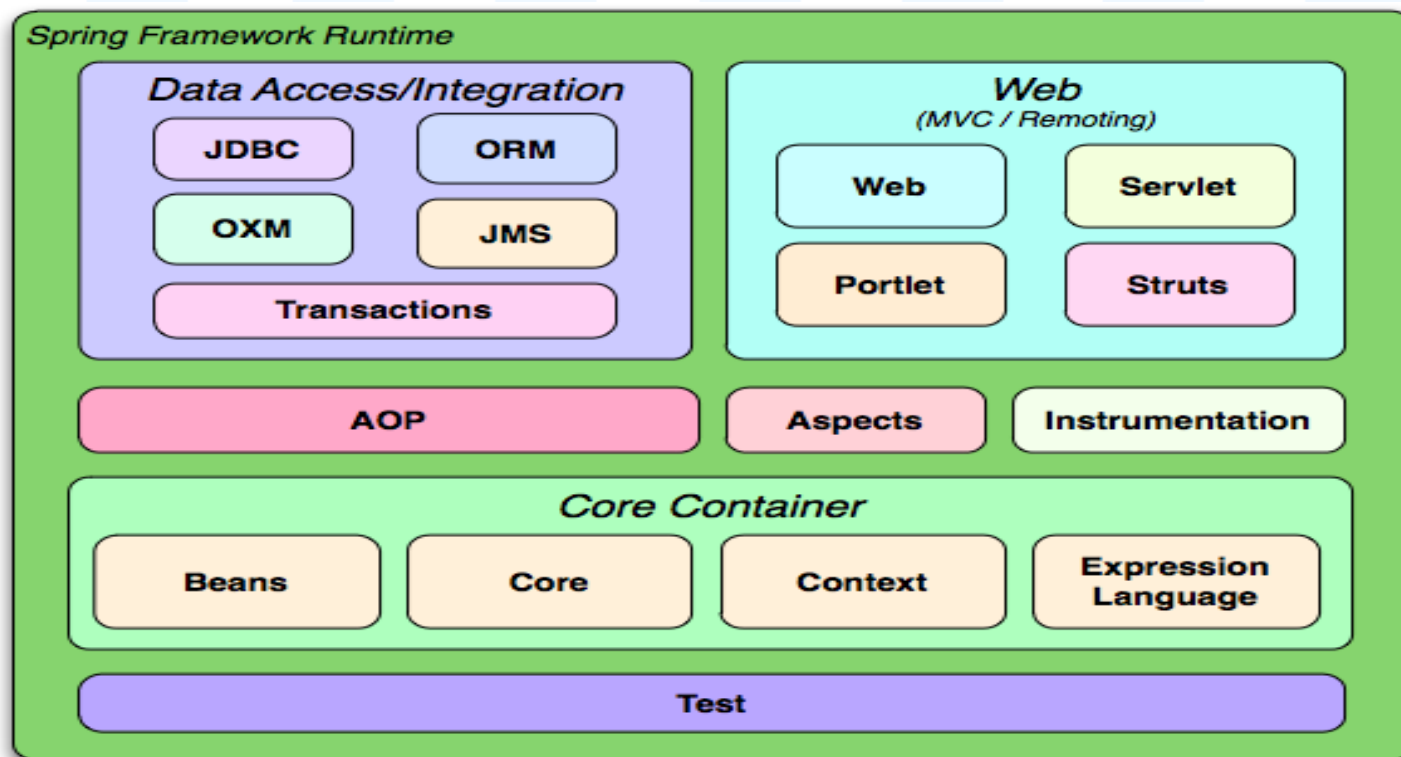 Spring Framework Runtime
Data Access/Integration
JDBC
ORM
OXM
JMS
Transactions
Web
(MVC / Remoting)
Web
Servlet
Portlet
Struts
AOP
Aspects
Instrumentation
Core Container
Beans
Core
Context
Expression
Language
Test